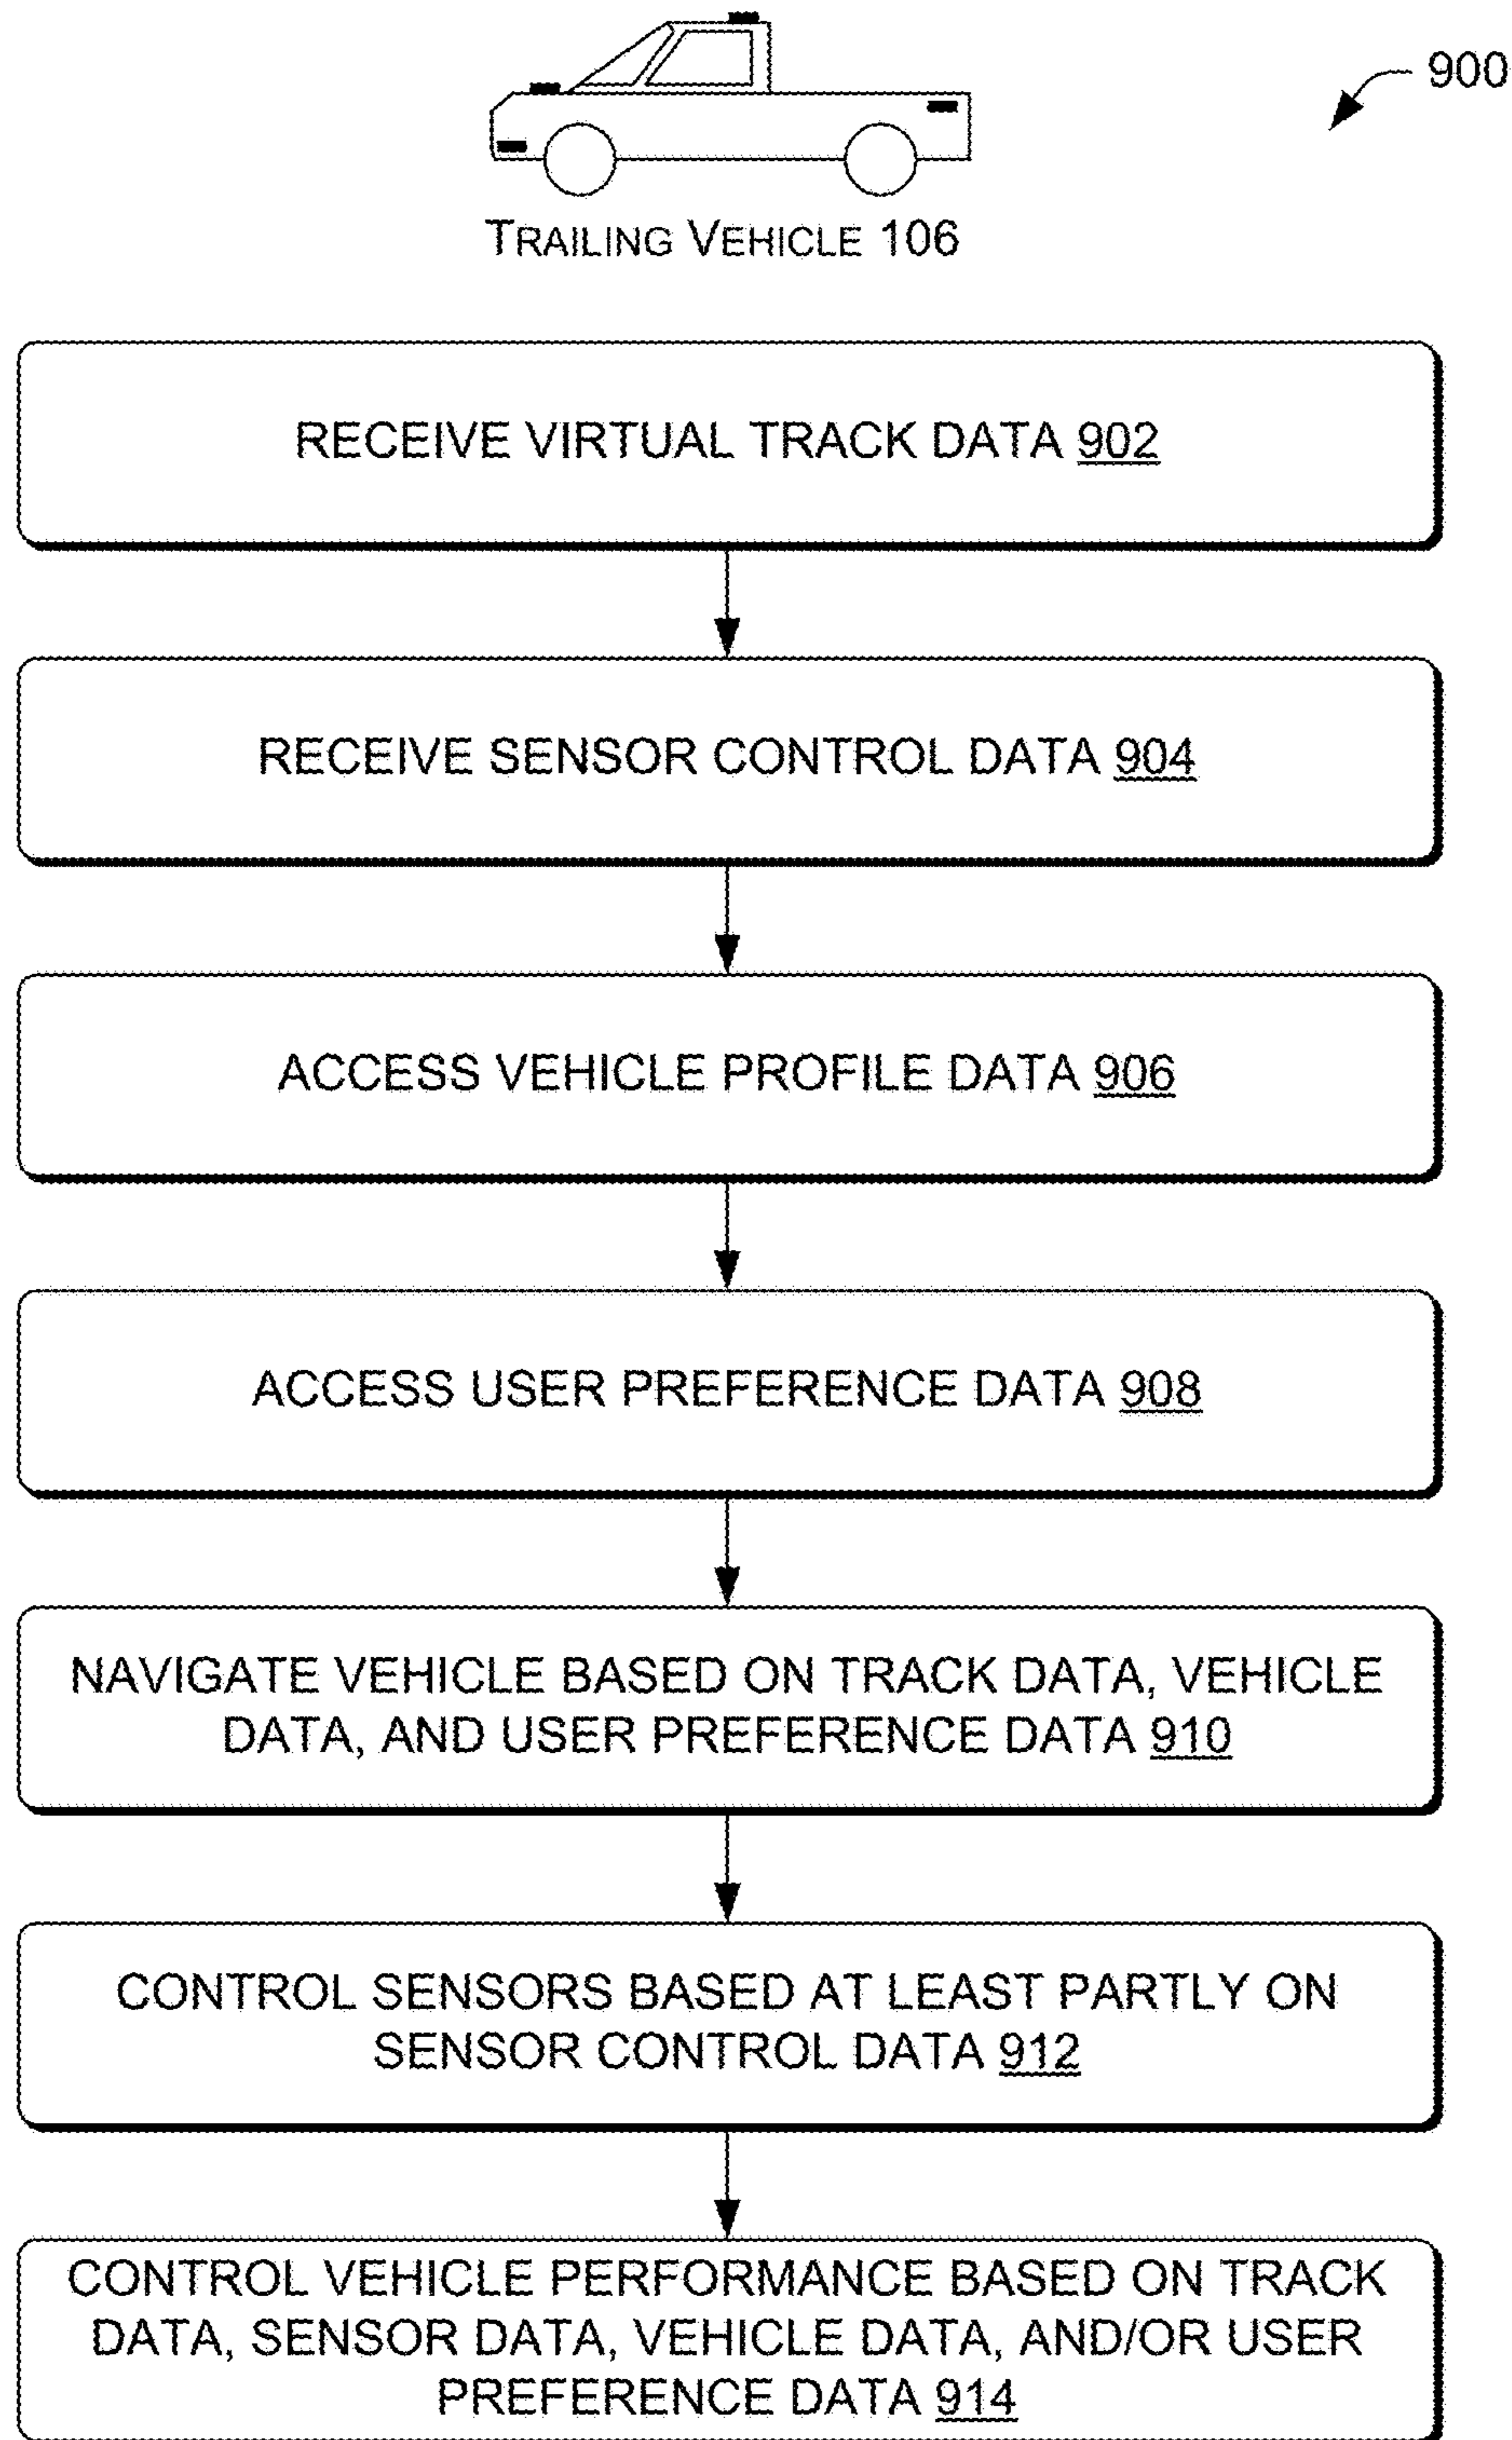 900
TRAILING VEHICLE 106
RECEIVE VIRTUAL TRACK DATA 902
RECEIVE SENSOR CONTROL DATA 904
ACCESS VEHICLE PROFILE DATA 906
ACCESS USER PREFERENCE DATA 908
NAVIGATE VEHICLE BASED ON TRACK DATA, VEHICLE
DATA, AND USER PREFERENCE DATA 910
CONTROL SENSORS BASED AT LEAST PARTLY ON
SENSOR CONTROL DATA 912
CONTROL VEHICLE PERFORMANCE BASED ON TRACK
DATA, SENSOR DATA, VEHICLE DATA, AND/OR USER
PREFERENCE DATA 914